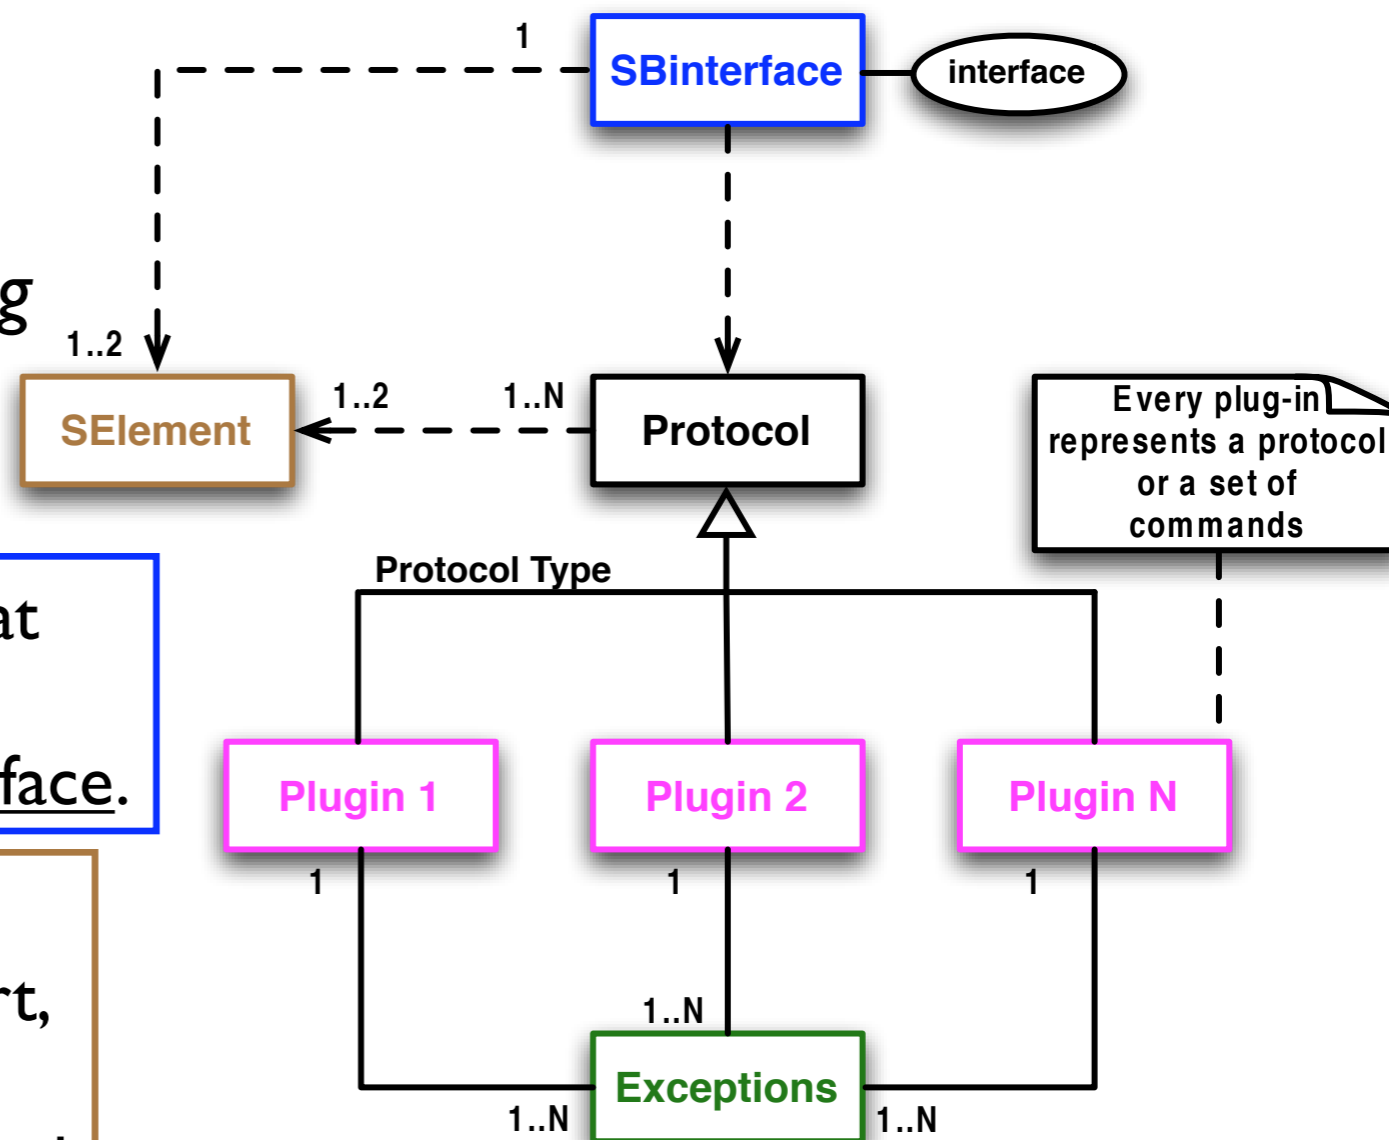 1
SBinterface
interface
g
1..2
SElement
1..2
1..N
Protocol
Every plug-in
represents a protocol
or a set of
commands
at
face.
Protocol Type
Plugin 1
Plugin 2
Plugin N
1
1
1
rt,
1..N
Exceptions
1..N
1..N